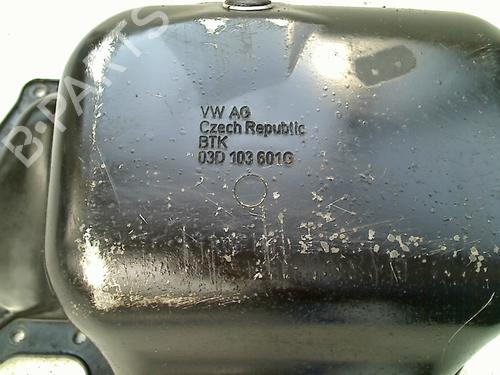 B-PARTS
VW AG
Czech Republic
BTK
03D 103 601G